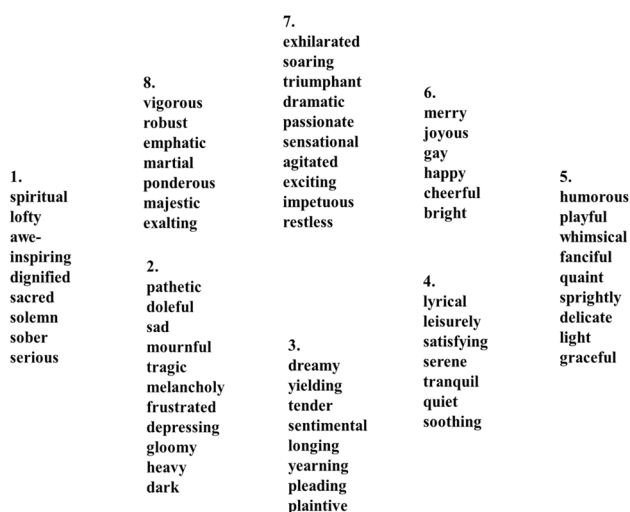 1.
spiritual
lofty
awe-
inspiring
dignified
sacred
solemn
sober
serious
2.
pathetic
doleful
sad
mournful
tragic
melancholy
frustrated
depressing
gloomy
heavy
dark
3.
dreamy
yielding
tender
sentimental
longing
yearning
pleading
plaintive
4.
lyrical
leisurely
satisfying
serene
tranquil
quiet
soothing
5.
humorous
playful
whimsical
fanciful
quaint
sprightly
delicate
light
graceful
6.
merry
joyous
gay
happy
cheerful
bright
7.
exhilarated
soaring
triumphant
dramatic
passionate
sensational
agitated
exciting
impetuous
restless
8.
vigorous
robust
emphatic
martial
ponderous
majestic
exalting